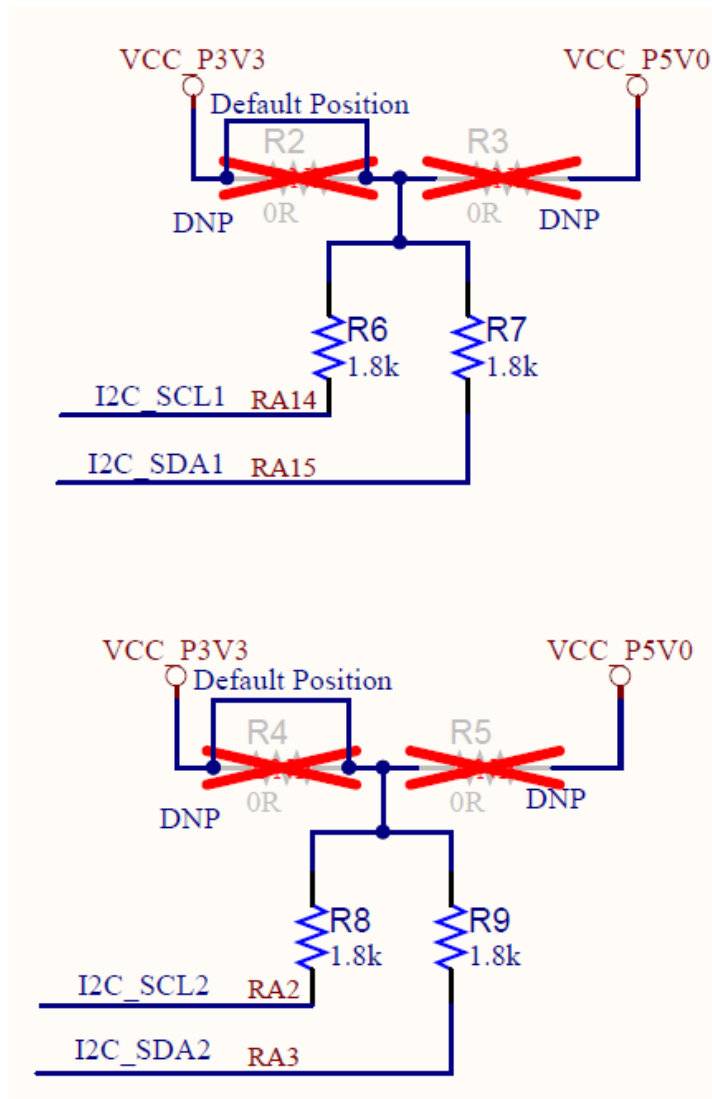 VCC_P3V3
VCC_P5V0
Default Position
R2
R3
0R
0R
DNP
DNP
R6
1.8k
R7
1.8k
I2C_SCL1
RA14
I2C_SDA1
RA15
VCC_P3V3
VCC_P5V0
Default Position
R4
R5
0R
0R
DNP
DNP
R8
1.8k
R9
1.8k
I2C_SCL2
RA2
I2C_SDA2
RA3